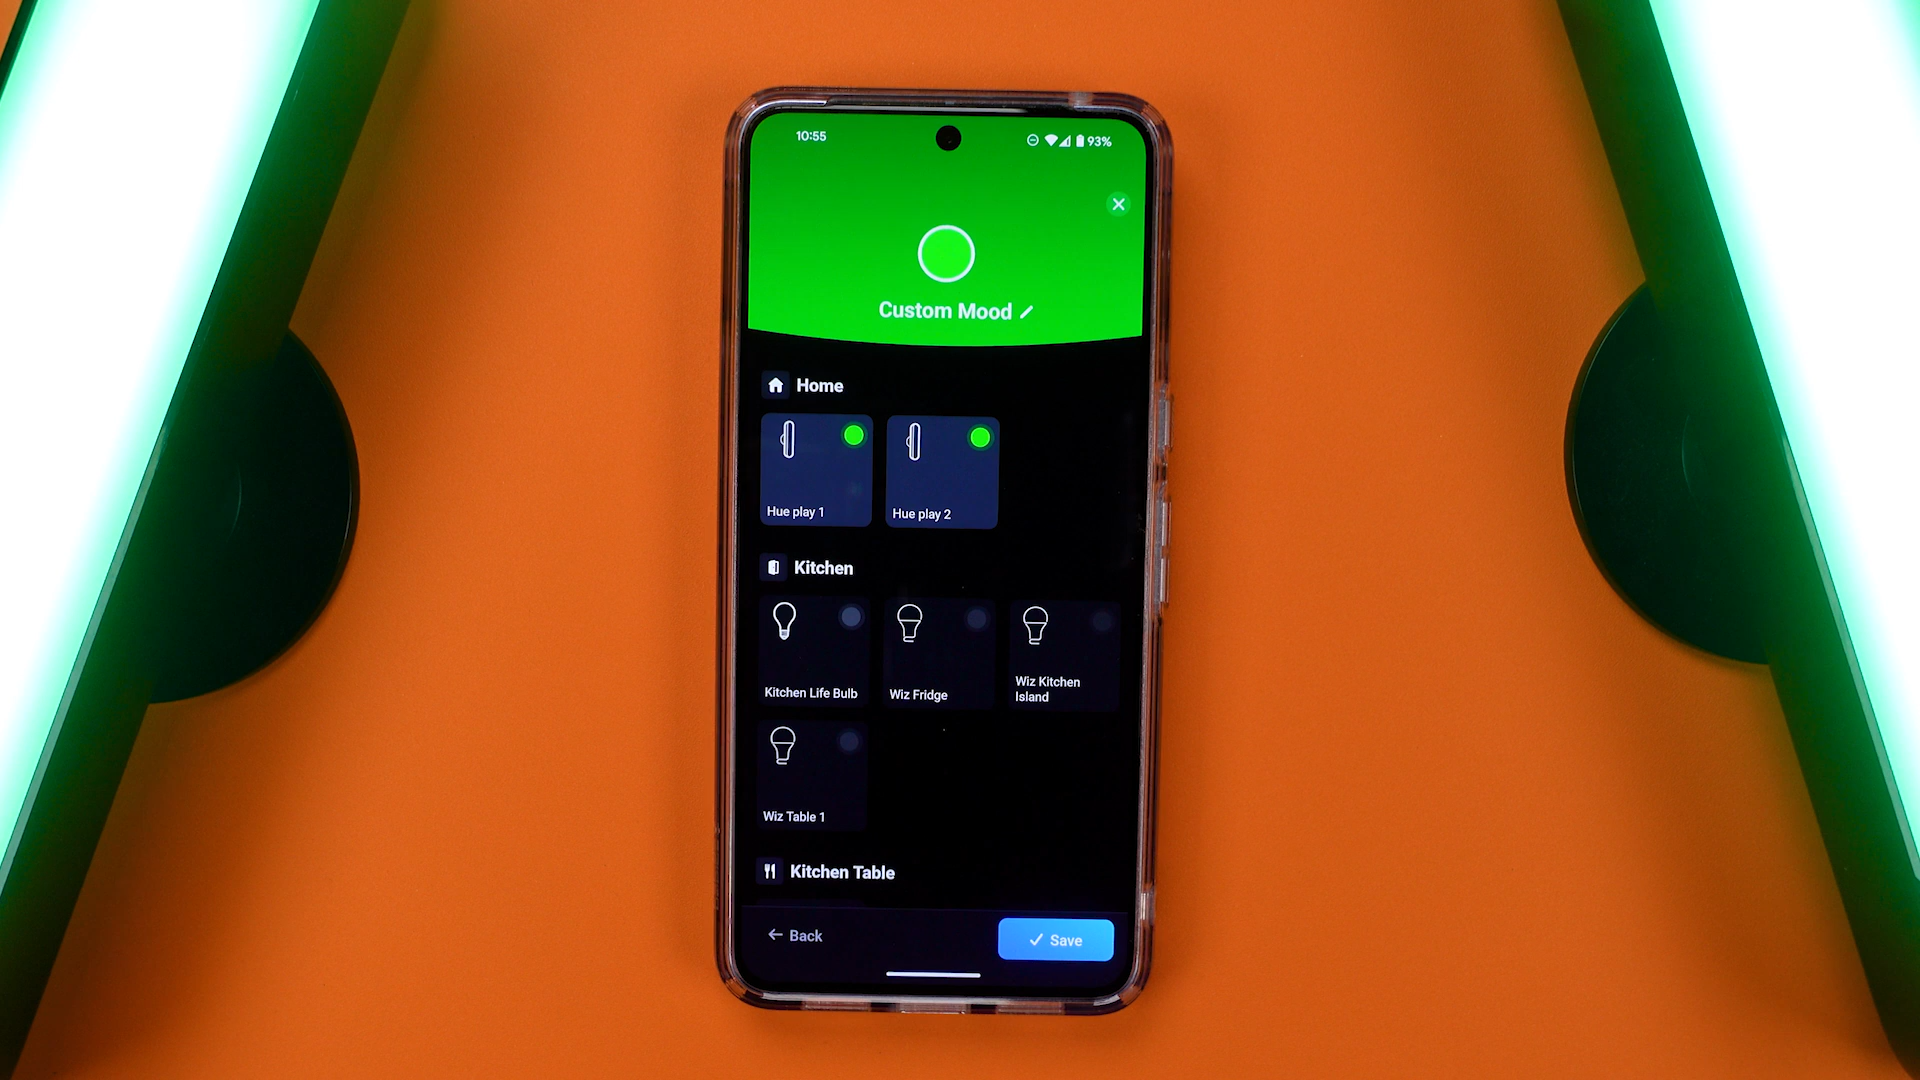 10:55
93%
Custom Mood
Home
Hue play 1
Hue play 2
Kitchen
Kitchen Life Bulb
Wiz Fridge
Wiz Kitchen
Island
Wiz Table 1
Kitchen Table
Back
Save